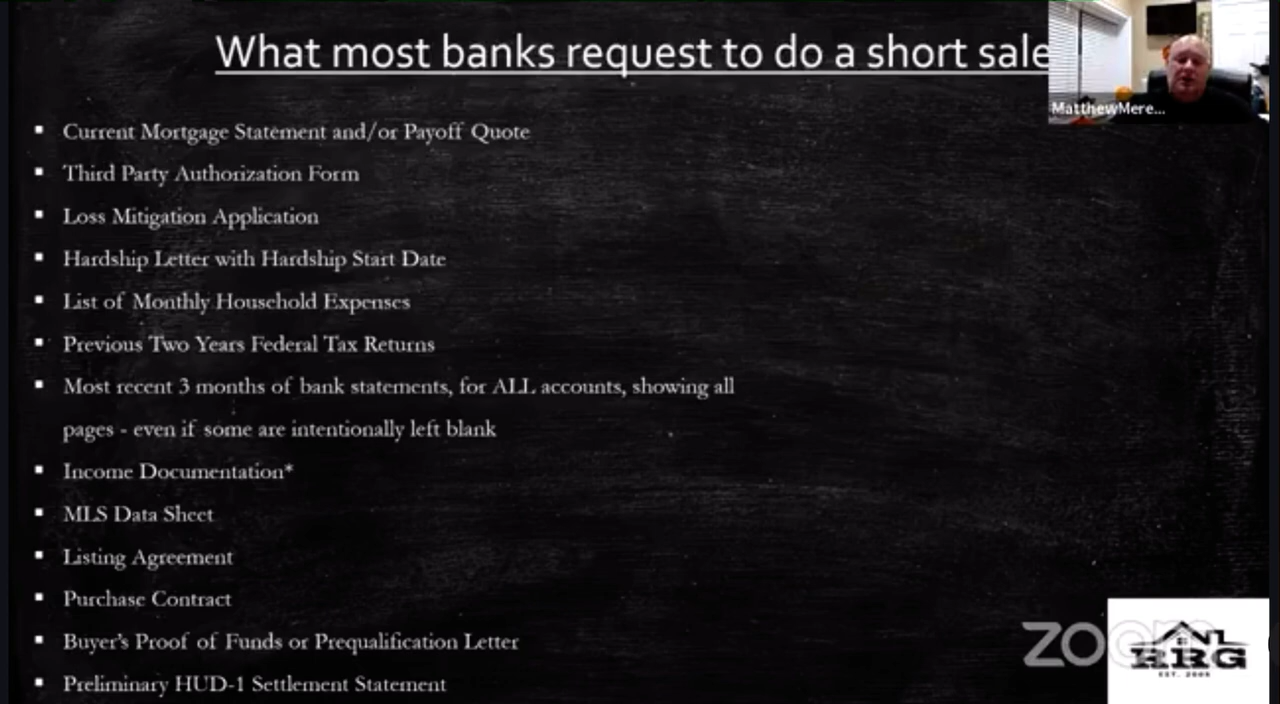 What most banks request to do a short sale
MatthewMere...
▪ Current Mortgage Statement and/or Payoff Quote
▪ Third Party Authorization Form
▪ Loss Mitigation Application
▪ Hardship Letter with Hardship Start Date
▪ List of Monthly Household Expenses
▪ Previous Two Years Federal Tax Returns
▪ Most recent 3 months of bank statements, for ALL accounts, showing all
pages - even if some are intentionally left blank
▪ Income Documentation*
▪ MLS Data Sheet
▪ Listing Agreement
▪ Purchase Contract
▪ Buyer's Proof of Funds or Prequalification Letter
▪ Preliminary HUD-1 Settlement Statement
zoom
RRG
EST. 2005